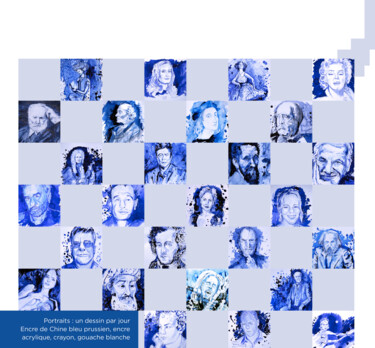 Portraits : un dessin par jour
Encre de Chine bleu prussien, encre
acrylique, crayon, gouache blanche